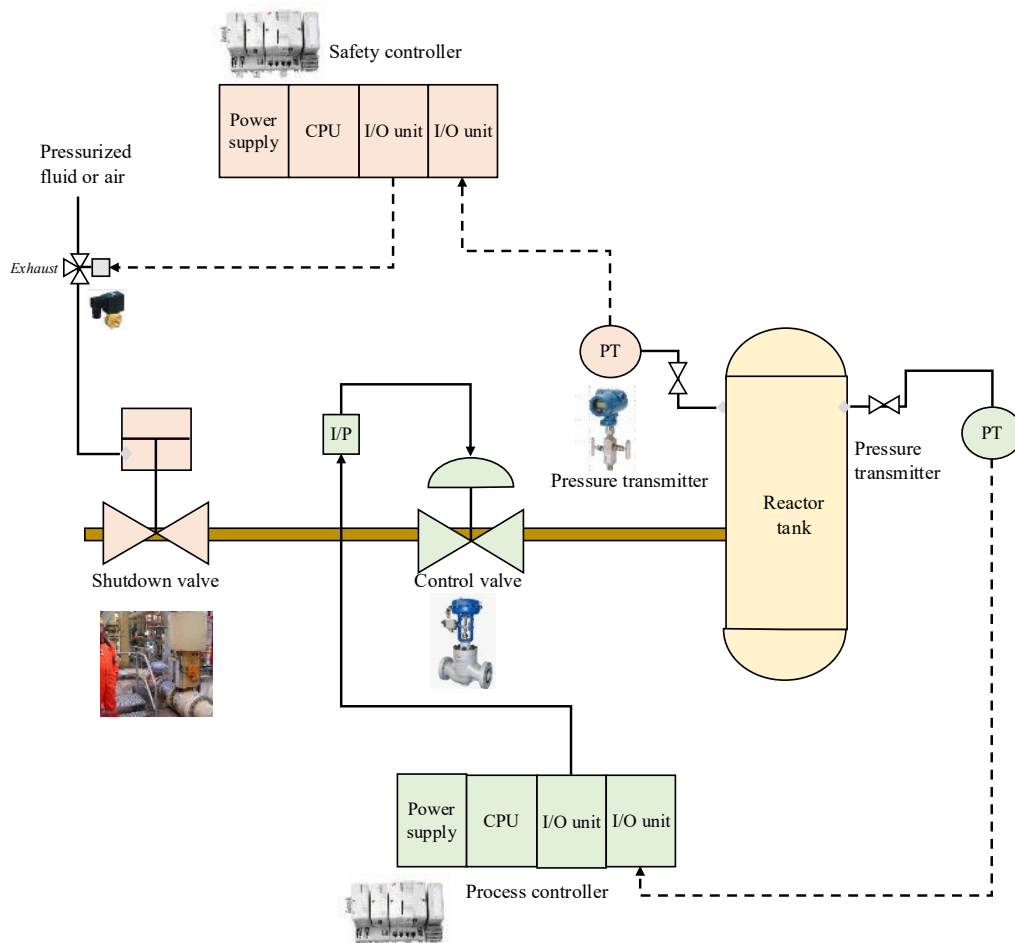 Safety controller
Power
supply
CPU
I/O unit
I/O unit
Pressurized
fluid or air
Exhaust
PT
I/P
PT
Pressure
transmitter
Pressure transmitter
Reactor
tank
Shutdown valve
Control valve
Power
supply
CPU
I/O unit
I/O unit
Process controller